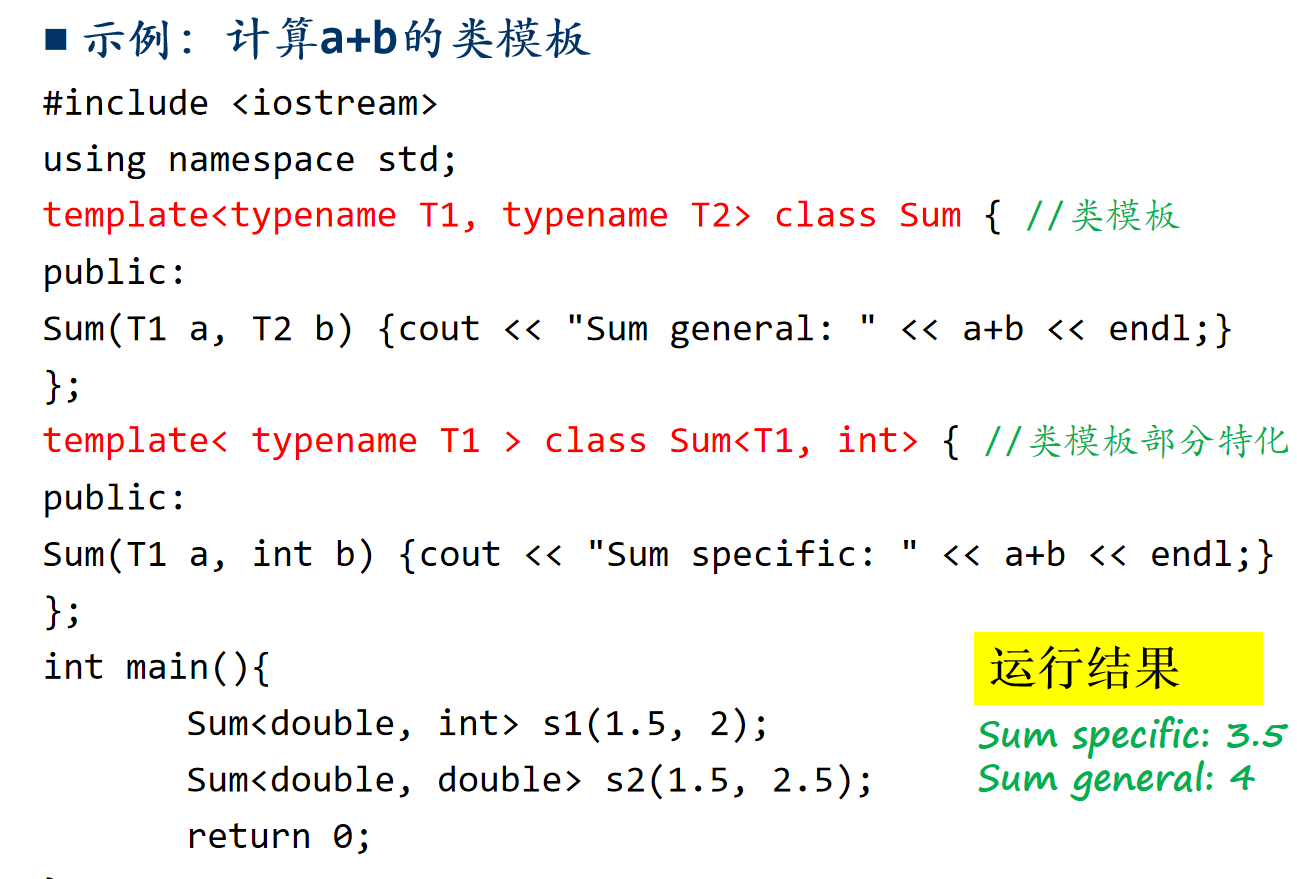 ■ 示例：计算a+b的类模板
#include <iostream>
using namespace std;
template<typename T1, typename T2> class Sum { //类模板
public:
Sum(T1 a, T2 b) {cout << "Sum general: " << a+b << endl;}
};
template< typename T1 > class Sum<T1, int> { //类模板部分特化
public:
Sum(T1 a, int b) {cout << "Sum specific: " << a+b << endl;}
};
int main(){
Sum<double, int> s1(1.5, 2);
Sum<double, double> s2(1.5, 2.5);
return 0;
运行结果
Sum specific: 3.5
Sum general: 4